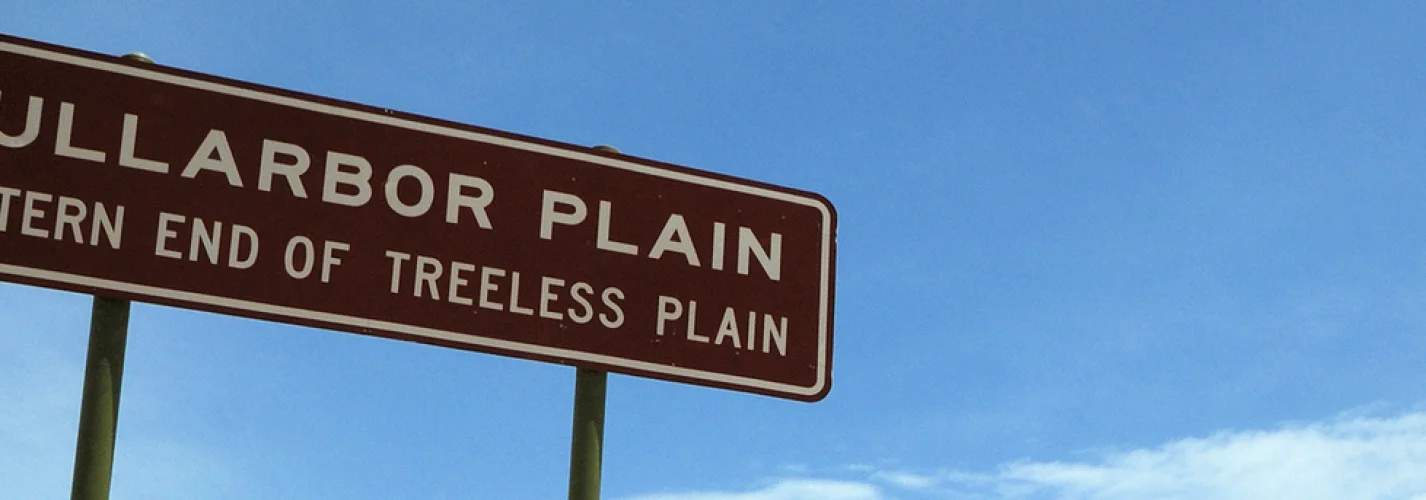 ULLARBOR PLAIN
TERN END OF TREELESS PLAIN